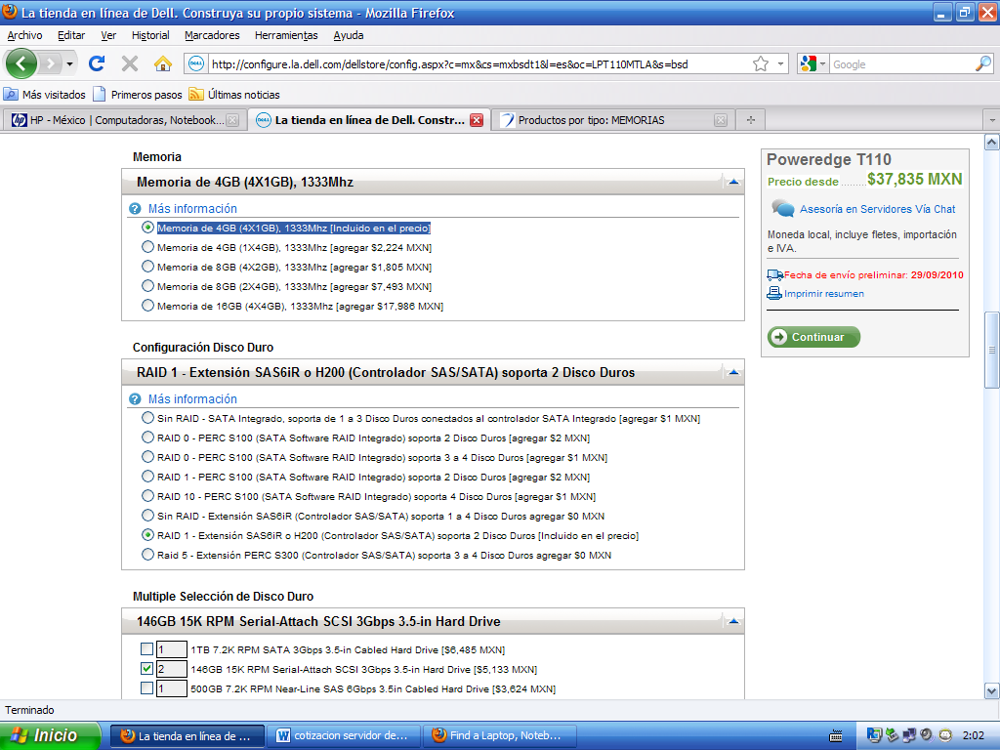 La tienda en línea de Dell. Construya su propio sistema - Mozilla Firefox
Archivo Editar Ver Historial Marcadores Herramientas Ayuda
http://configure.la.dell.com/dellstore/config.aspx?c=mx&cs=mxbsdt1&l=es&oc=LPT110MTLA&s=bsd
Google
Más visitados Primeros pasos Últimas noticias
HP - México | Computadoras, Notebook... La tienda en línea de Dell. Constr... Productos por tipo: MEMORIAS
Memoria
Memoria de 4GB (4X1GB), 1333Mhz
Más información
Memoria de 4GB (4X1GB), 1333Mhz [Incluido en el precio]
Memoria de 4GB (1X4GB), 1333Mhz [agregar $2,224 MXN]
Memoria de 8GB (4X2GB), 1333Mhz [agregar $1,805 MXN]
Memoria de 8GB (2X4GB), 1333Mhz [agregar $7,493 MXN]
Memoria de 16GB (4X4GB), 1333Mhz [agregar $17,986 MXN]
Configuración Disco Duro
RAID 1 - Extensión SAS6iR o H200 (Controlador SAS/SATA) soporta 2 Disco Duros
Más información
Sin RAID - SATA Integrado, soporta de 1 a 3 Disco Duros conectados al controlador SATA Integrado [agregar $1 MXN]
RAID 0 - PERC S100 (SATA Software RAID Integrado) soporta 2 Disco Duros [agregar $2 MXN]
RAID 0 - PERC S100 (SATA Software RAID Integrado) soporta 3 a 4 Disco Duros [agregar $1 MXN]
RAID 1 - PERC S100 (SATA Software RAID Integrado) soporta 2 Disco Duros [agregar $2 MXN]
RAID 10 - PERC S100 (SATA Software RAID Integrado) soporta 4 Disco Duros [agregar $1 MXN]
Sin RAID - Extensión SAS6iR (Controlador SAS/SATA) soporta 1 a 4 Disco Duros agregar $0 MXN
RAID 1 - Extensión SAS6iR o H200 (Controlador SAS/SATA) soporta 2 Disco Duros [Incluido en el precio]
Raid 5 - Extensión PERC S300 (Controlador SAS/SATA) soporta 3 a 4 Disco Duros agregar $0 MXN
Multiple Selección de Disco Duro
146GB 15K RPM Serial-Attach SCSI 3Gbps 3.5-in Hard Drive
1 1TB 7.2K RPM SATA 3Gbps 3.5-in Cabled Hard Drive [$6,485 MXN]
2 146GB 15K RPM Serial-Attach SCSI 3Gbps 3.5-in Hard Drive [$5,133 MXN]
1 500GB 7.2K RPM Near-Line SAS 6Gbps 3.5-in Cabled Hard Drive [$3,624 MXN]
Poweredge T110
Precio desde ......... $37,835 MXN
Asesoría en Servidores Vía Chat
Moneda local, incluye fletes, importación
e IVA.
Fecha de envío preliminar: 29/09/2010
Imprimir resumen
Continuar
Terminado
Inicio La tienda en línea de ... cotizacion servidor de... Find a Laptop, Noteb... 2:02